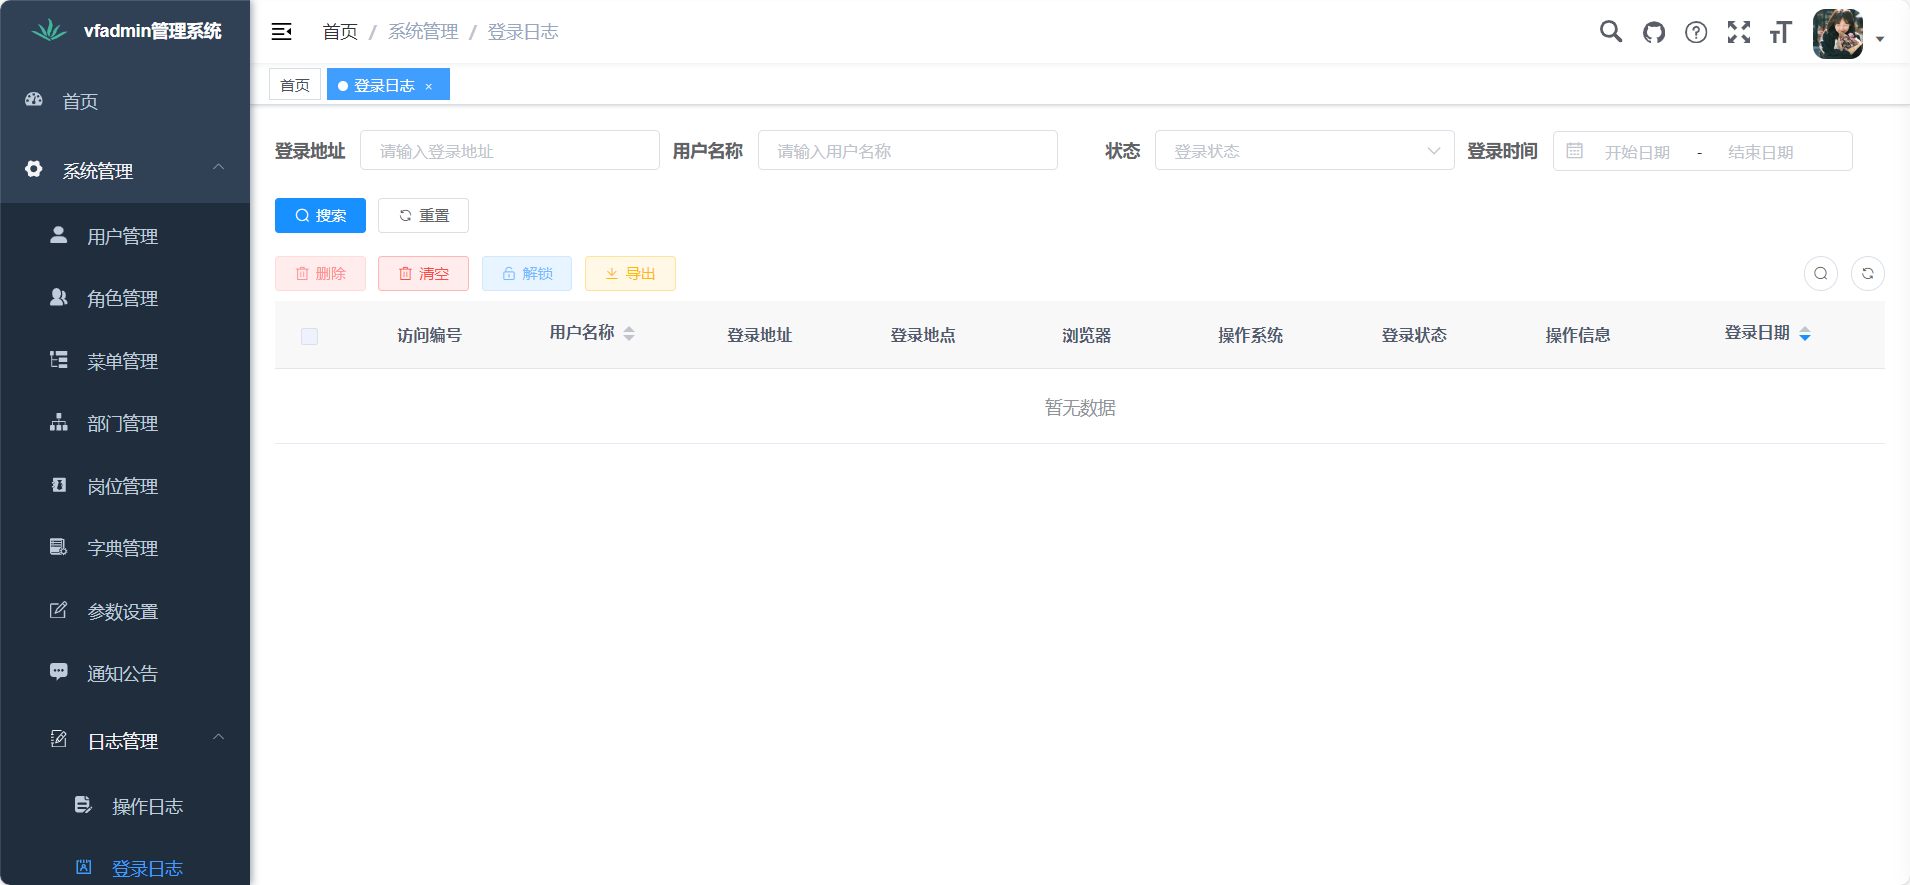 vfadmin管理系统
首页
系统管理
用户管理
角色管理
菜单管理
部门管理
岗位管理
字典管理
参数设置
通知公告
日志管理
操作日志
登录日志
首页 / 系统管理 / 登录日志
首页 登录日志 ×
登录地址 请输入登录地址 用户名称 请输入用户名称 状态 登录状态 登录时间 开始日期 - 结束日期
搜索 重置
删除 清空 解锁 导出
访问编号 用户名称 登录地址 登录地点 浏览器 操作系统 登录状态 操作信息 登录日期
暂无数据